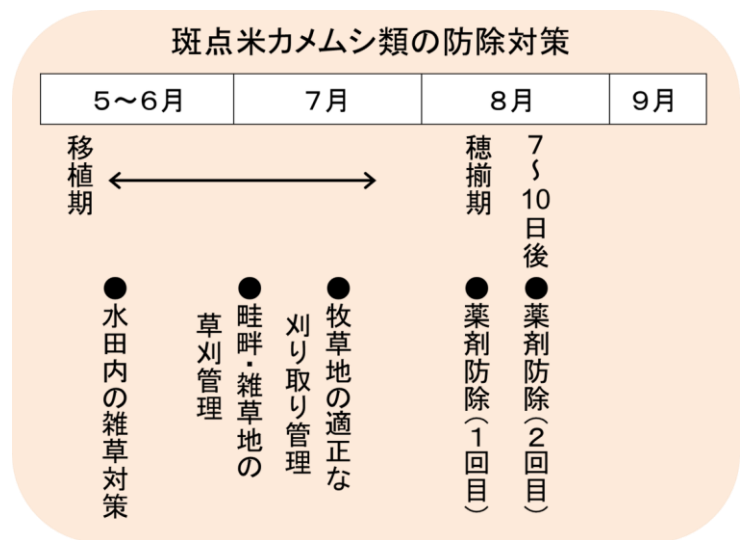 斑点米カメムシ類の防除対策
5～6月
7月
8月
9月
移植期
穂揃期
7～10日後
●水田内の雑草対策
●畦畔・雑草地の
草刈管理
●牧草地の適正な
刈り取り管理
●薬剤防除(1回目)
●薬剤防除(2回目)